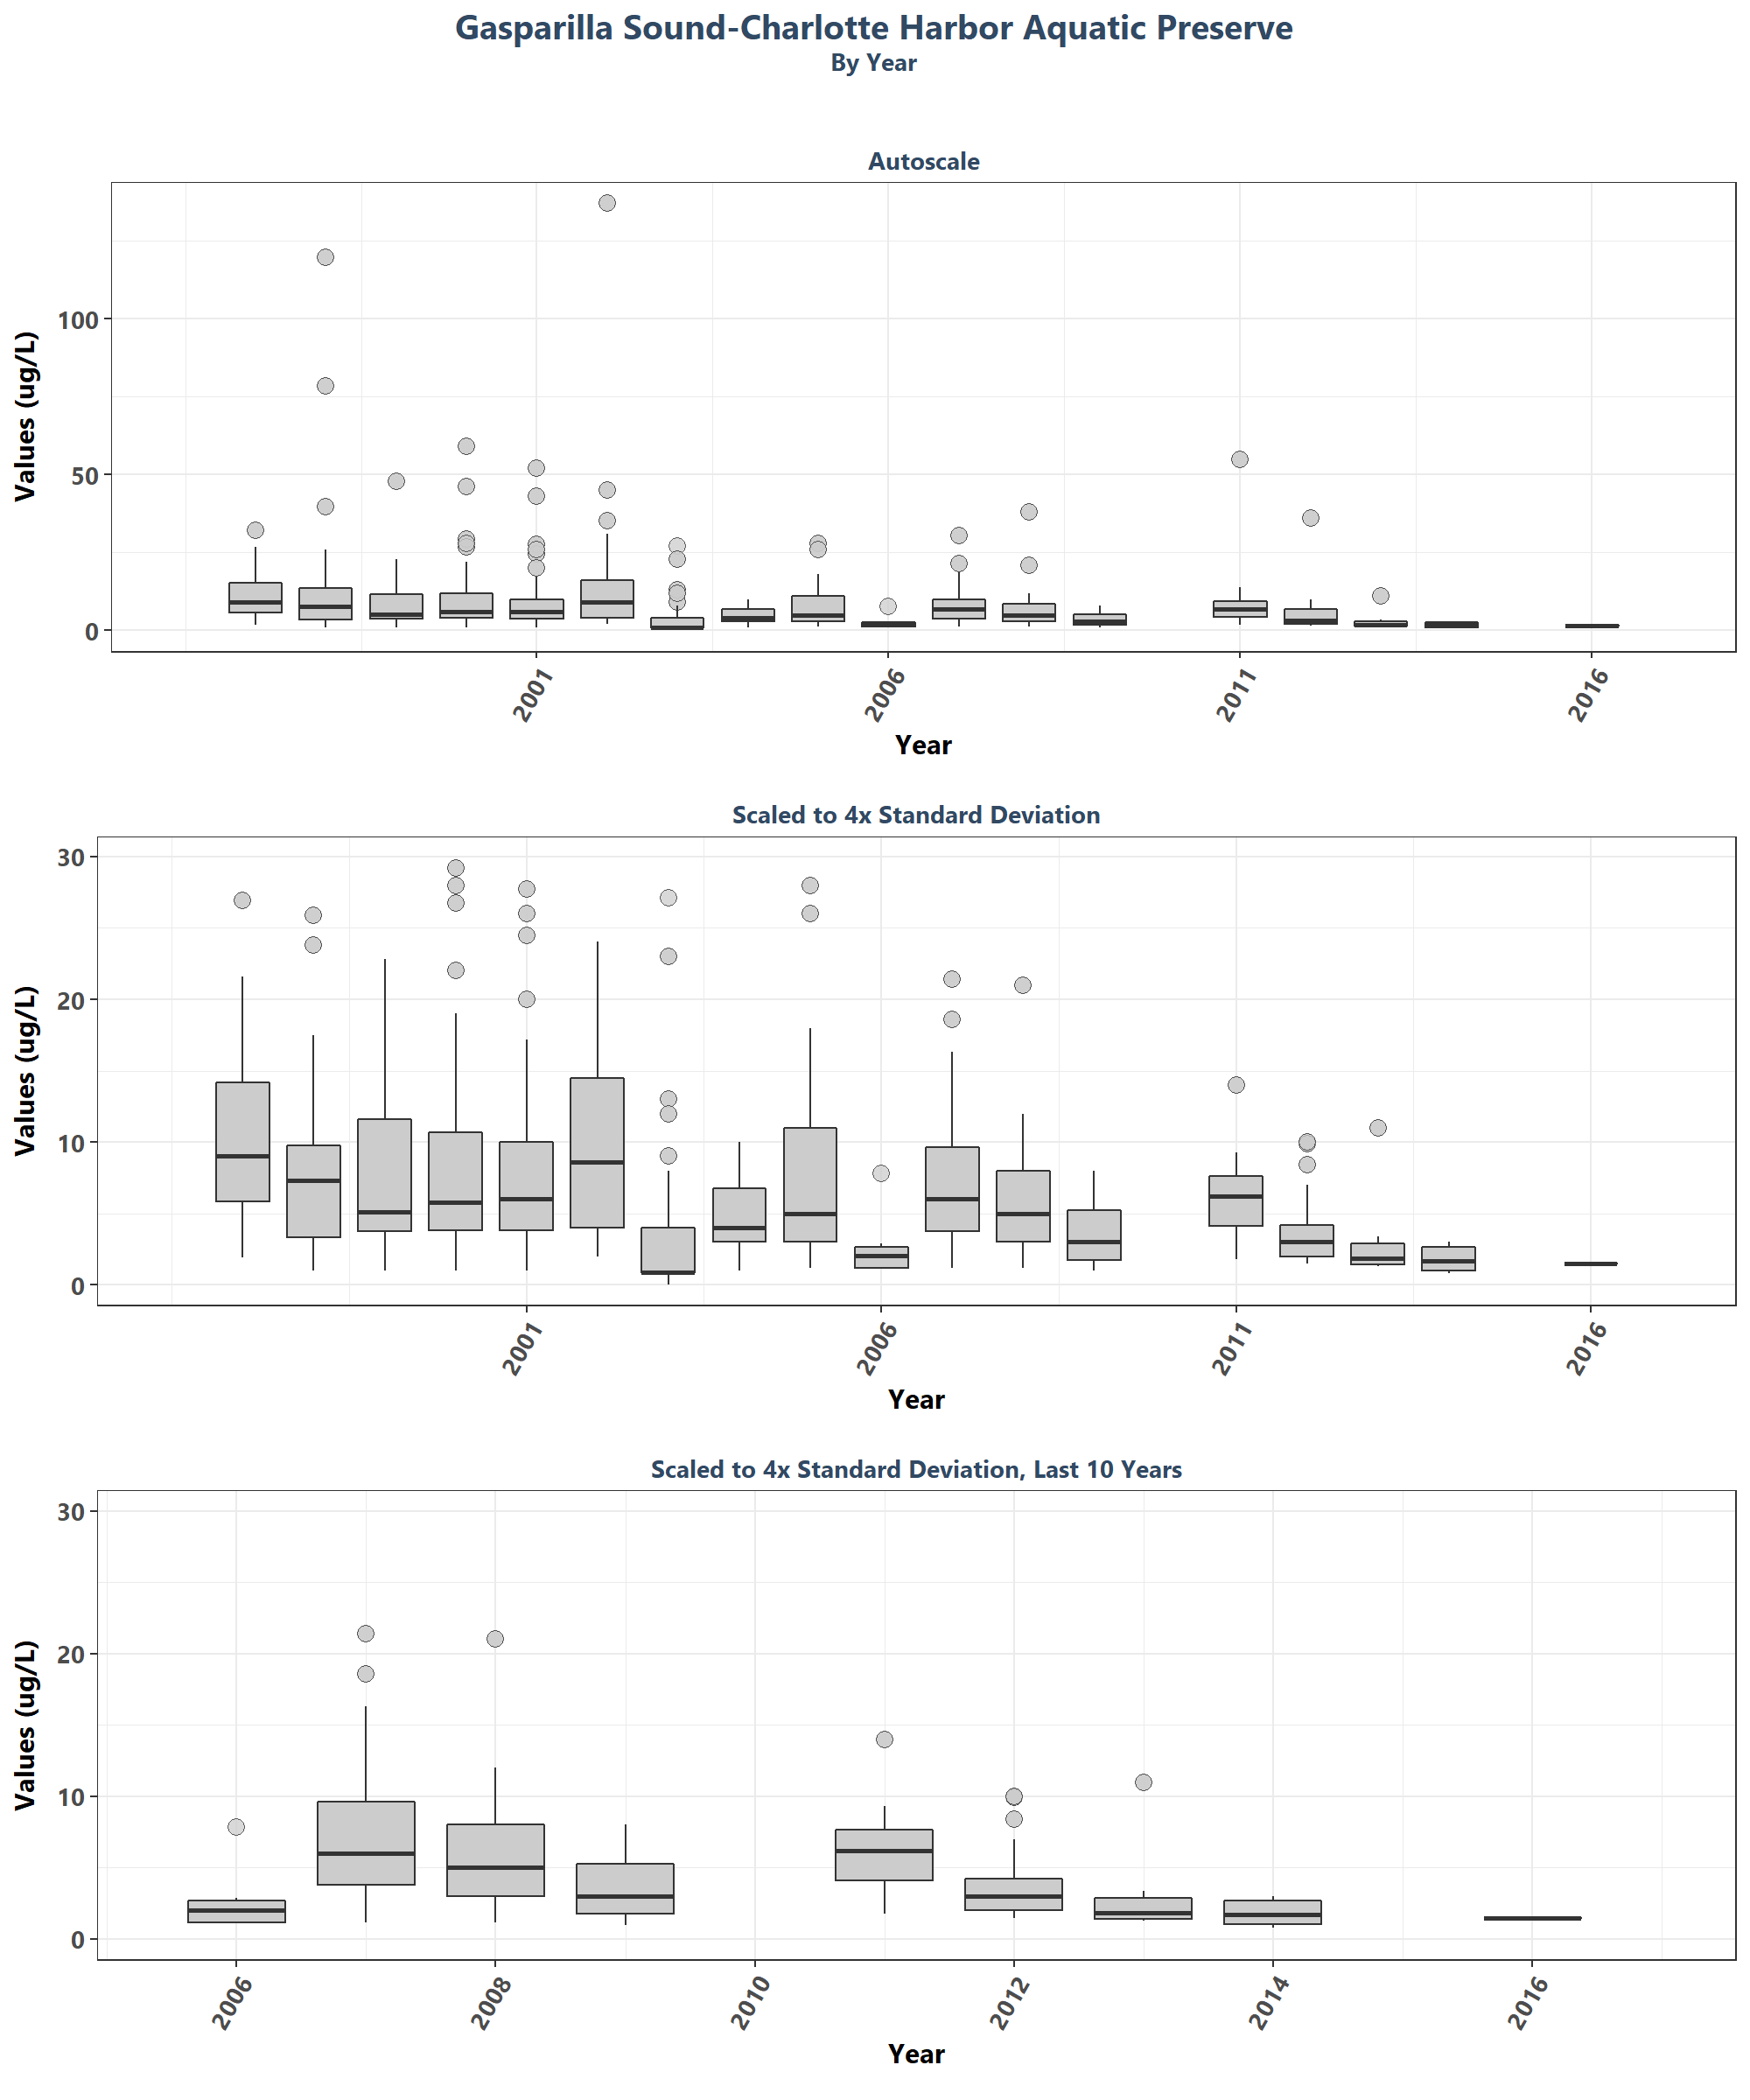 Gasparilla Sound-Charlotte Harbor Aquatic Preserve
By Year
Autoscale
Values (ug/L)
100
50
0
2001
2006
2011
2016
Year
Scaled to 4x Standard Deviation
Values (ug/L)
30
20
10
0
2001
2006
2011
2016
Year
Scaled to 4x Standard Deviation, Last 10 Years
Values (ug/L)
30
20
10
0
2006
2008
2010
2012
2014
2016
Year